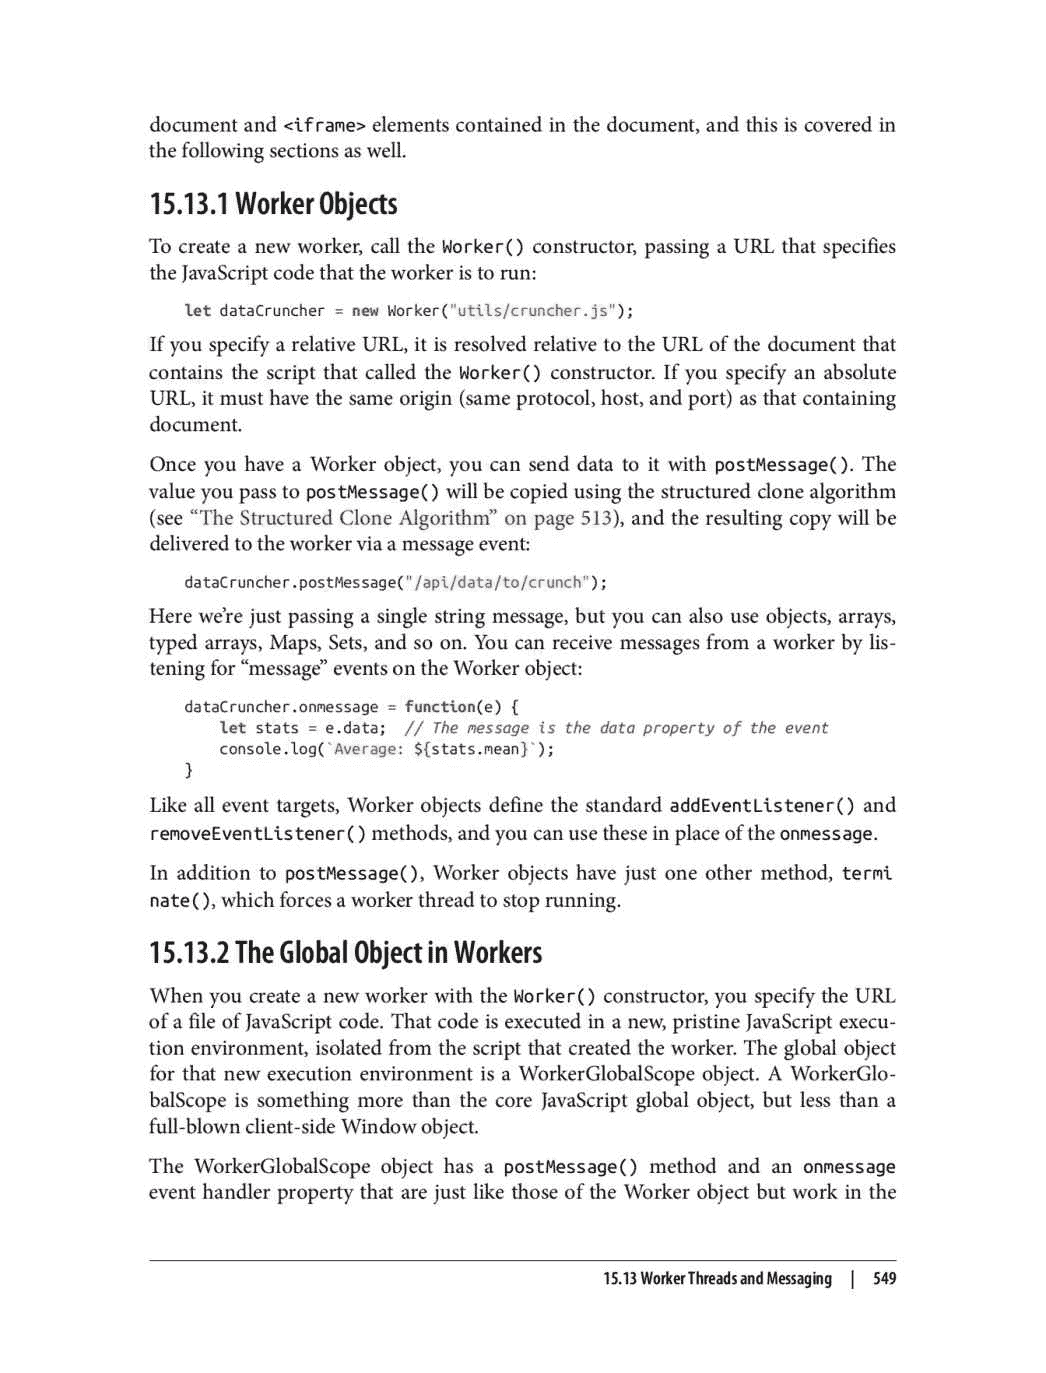 document and <iframe> elements contained in the document, and this is covered in
the following sections as well.
15.13.1 Worker Objects
To create a new worker, call the Worker() constructor, passing a URL that specifies
the JavaScript code that the worker is to run:
let dataCruncher = new Worker("utils/cruncher.js");
If you specify a relative URL, it is resolved relative to the URL of the document that
contains the script that called the Worker() constructor. If you specify an absolute
URL, it must have the same origin (same protocol, host, and port) as that containing
document.
Once you have a Worker object, you can send data to it with postMessage(). The
value you pass to postMessage() will be copied using the structured clone algorithm
(see “The Structured Clone Algorithm” on page 513), and the resulting copy will be
delivered to the worker via a message event:
dataCruncher.postMessage("/api/data/to/crunch");
Here we’re just passing a single string message, but you can also use objects, arrays,
typed arrays, Maps, Sets, and so on. You can receive messages from a worker by lis-
tening for “message” events on the Worker object:
dataCruncher.onmessage = function(e) {
    let stats = e.data;  // The message is the data property of the event
    console.log(`Average: ${stats.mean}`);
}
Like all event targets, Worker objects define the standard addEventListener() and
removeEventListener() methods, and you can use these in place of the onmessage.
In addition to postMessage(), Worker objects have just one other method, termi
nate(), which forces a worker thread to stop running.
15.13.2 The Global Object in Workers
When you create a new worker with the Worker() constructor, you specify the URL
of a file of JavaScript code. That code is executed in a new, pristine JavaScript execu-
tion environment, isolated from the script that created the worker. The global object
for that new execution environment is a WorkerGlobalScope object. A WorkerGlo-
balScope is something more than the core JavaScript global object, but less than a
full-blown client-side Window object.
The WorkerGlobalScope object has a postMessage() method and an onmessage
event handler property that are just like those of the Worker object but work in the
15.13 Worker Threads and Messaging | 549